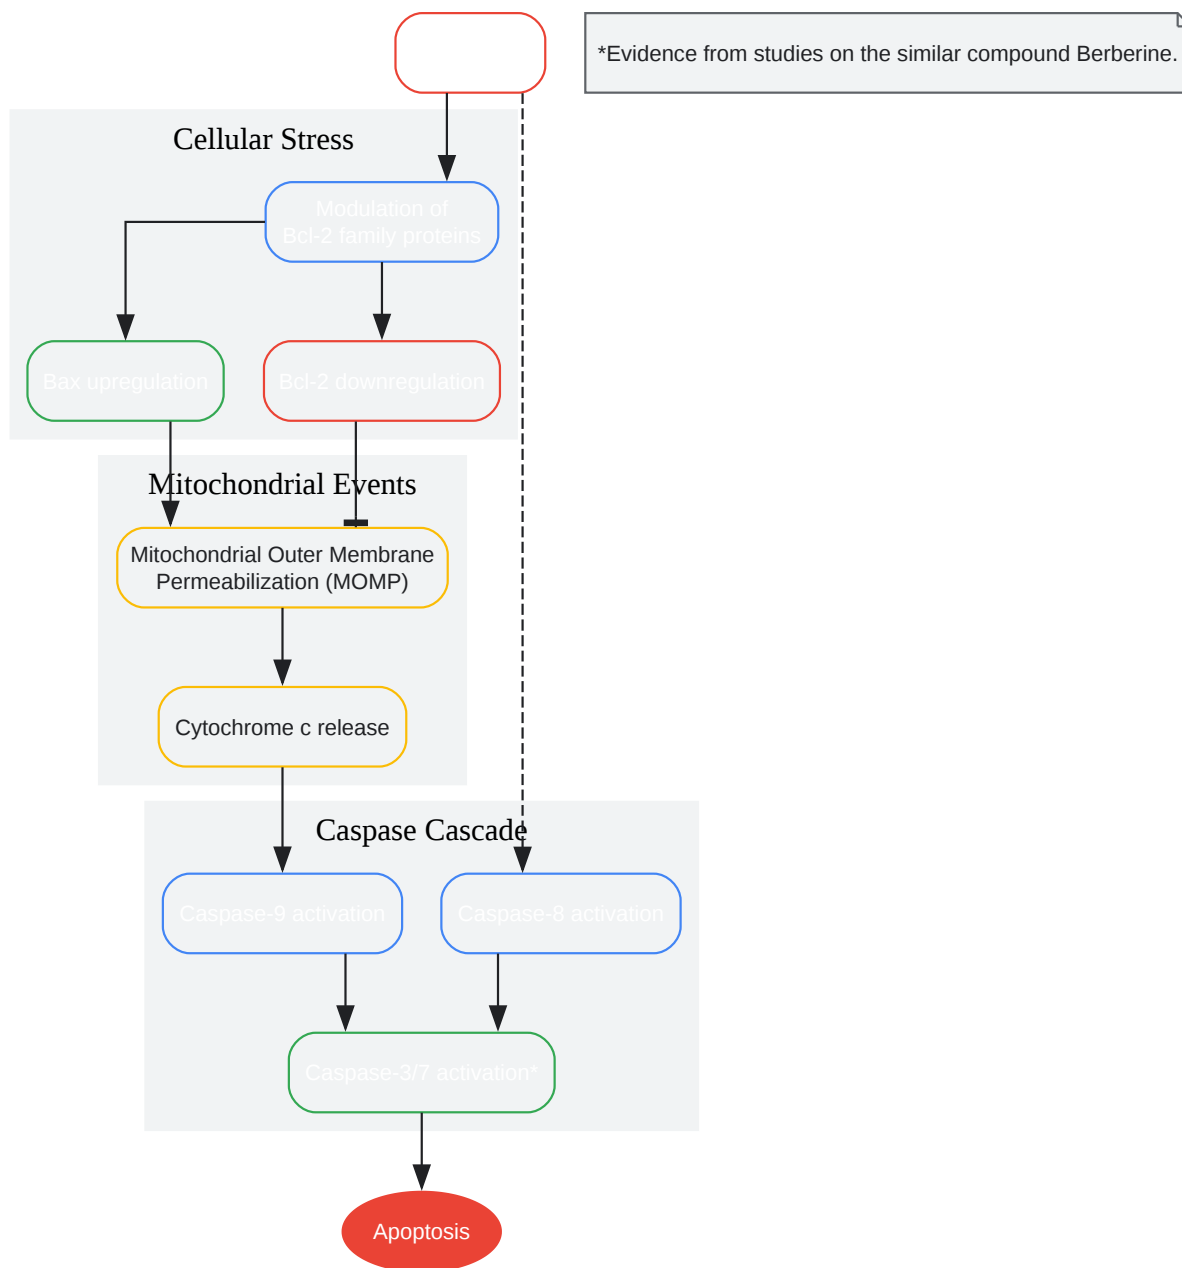 *Evidence from studies on the similar compound Berberine.
Cellular Stress
Modulation of
Bcl-2 family proteins
Bax upregulation
Bcl-2 downregulation
Mitochondrial Events
Mitochondrial Outer Membrane
Permeabilization (MOMP)
Cytochrome c release
Caspase Cascade
Caspase-9 activation
Caspase-8 activation
Caspase-3/7 activation*
Apoptosis